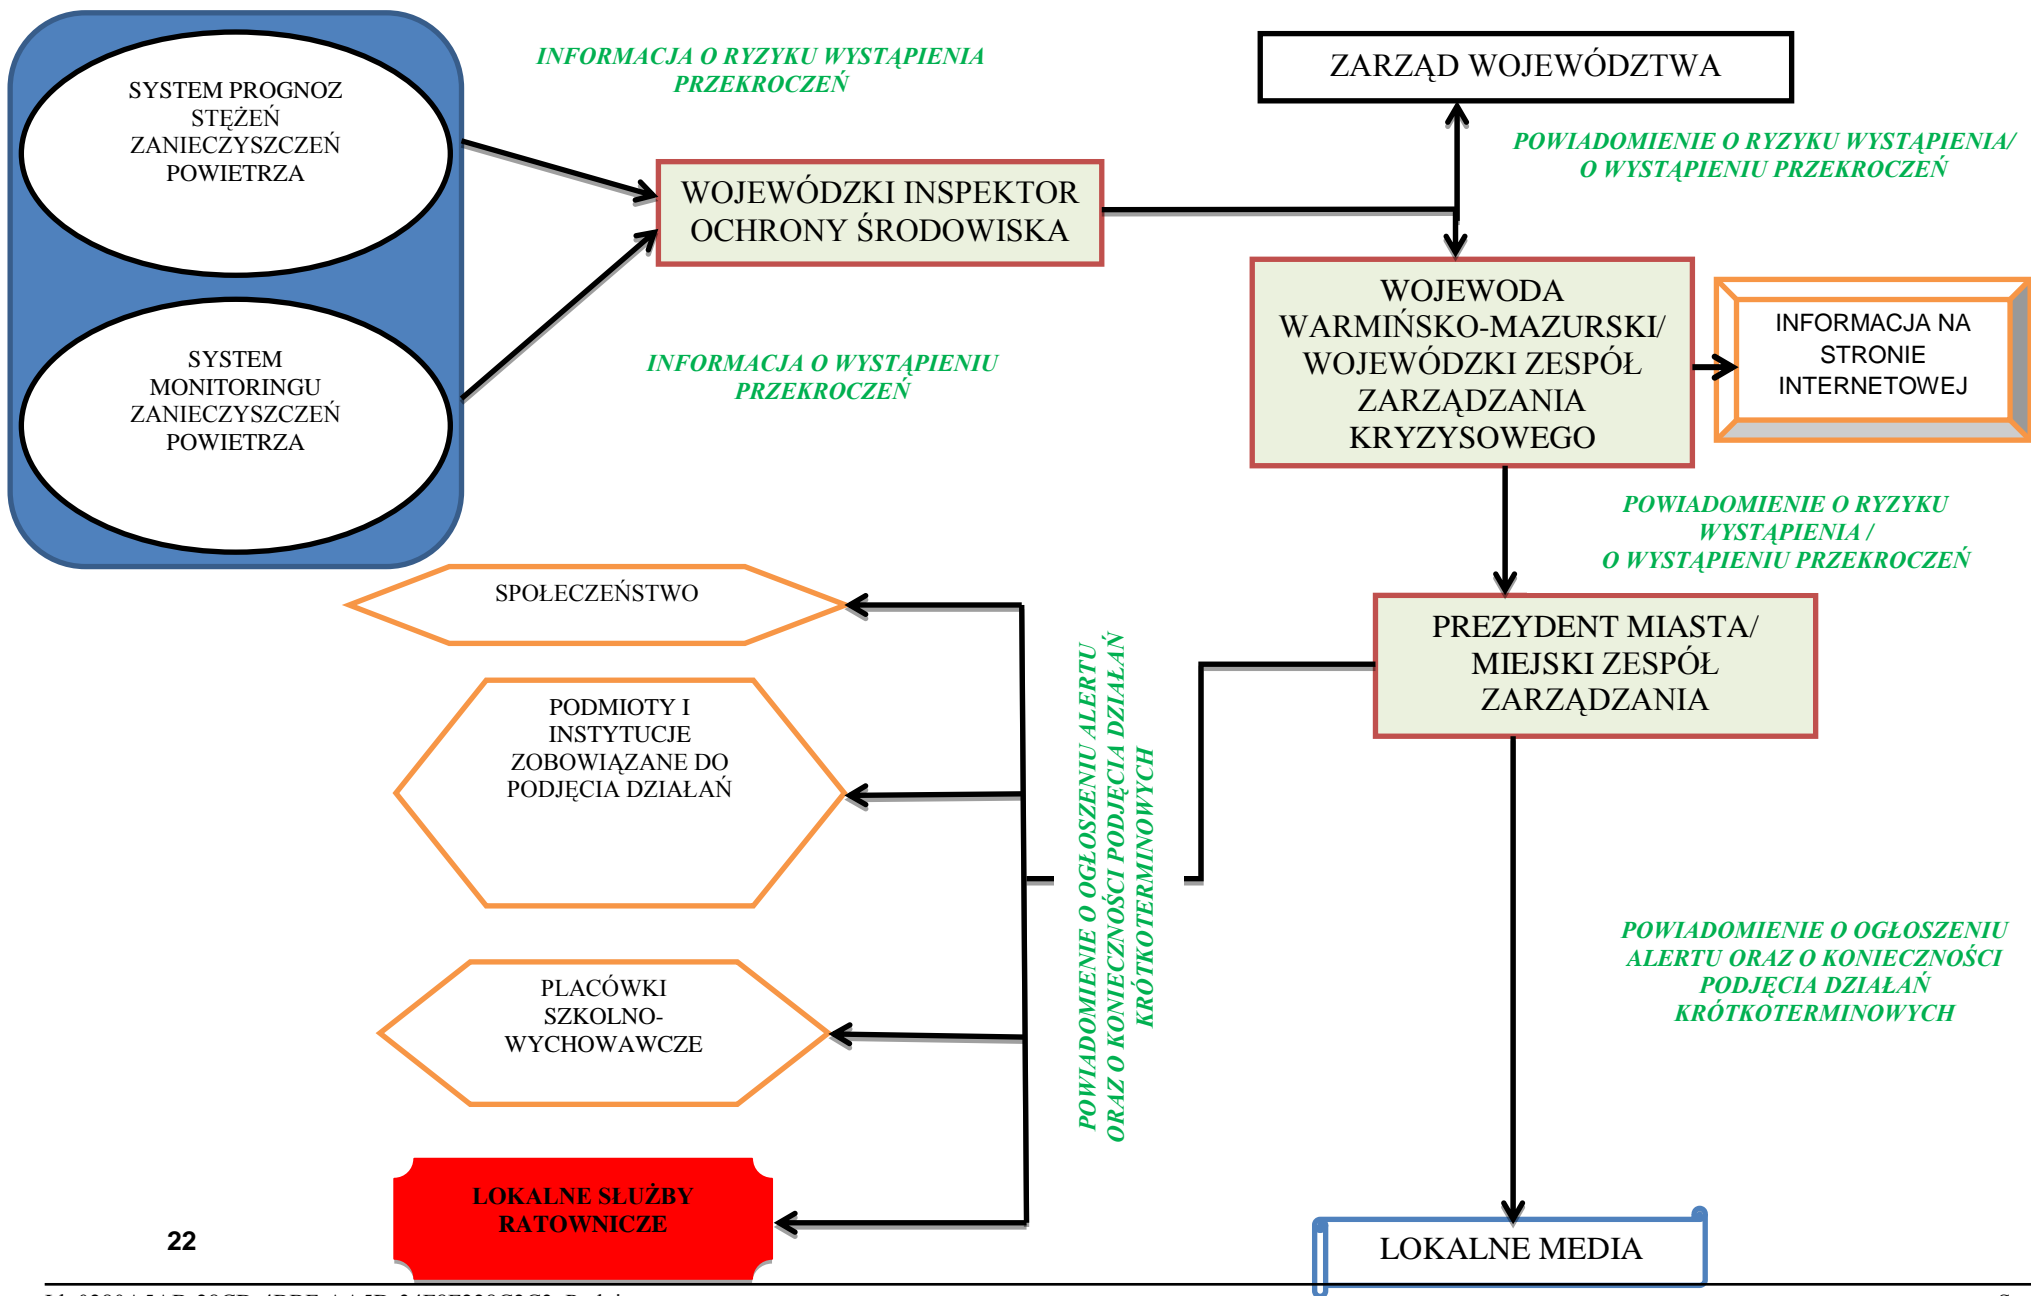 SYSTEM PROGNOZ
STĘŻEŃ
ZANIECZYSZCZEŃ
POWIETRZA
INFORMACJA O RYZYKU WYSTĄPIENIA
PRZEKROCZEŃ
ZARZĄD WOJEWÓDZTWA
POWIADOMIENIE O RYZYKU WYSTĄPIENIA/
O WYSTĄPIENIU PRZEKROCZEŃ
WOJEWÓDZKI INSPEKTOR
OCHRONY ŚRODOWISKA
WOJEWODA
WARMIŃSKO-MAZURSKI/
WOJEWÓDZKI ZESPÓŁ
ZARZĄDZANIA
KRYZYSOWEGO
INFORMACJA NA
STRONIE
INTERNETOWEJ
SYSTEM
MONITORINGU
ZANIECZYSZCZEŃ
POWIETRZA
INFORMACJA O WYSTĄPIENIU
PRZEKROCZEŃ
POWIADOMIENIE O RYZYKU
WYSTĄPIENIA /
O WYSTĄPIENIU PRZEKROCZEŃ
PREZYDENT MIASTA/
MIEJSKI ZESPÓŁ
ZARZĄDZANIA
SPOŁECZEŃSTWO
PODMIOTY I
INSTYTUCJE
ZOBOWIĄZANE DO
PODJĘCIA DZIAŁAŃ
POWIADOMIENIE O OGŁOSZENIU ALERTU
ORAZ O KONIECZNOŚCI PODJĘCIA DZIAŁAŃ
KRÓTKOTERMINOWYCH
POWIADOMIENIE O OGŁOSZENIU
ALERTU ORAZ O KONIECZNOŚCI
PODJĘCIA DZIAŁAŃ
KRÓTKOTERMINOWYCH
PLACÓWKI
SZKOLNO-
WYCHOWAWCZE
LOKALNE SŁUŻBY
RATOWNICZE
LOKALNE MEDIA
22